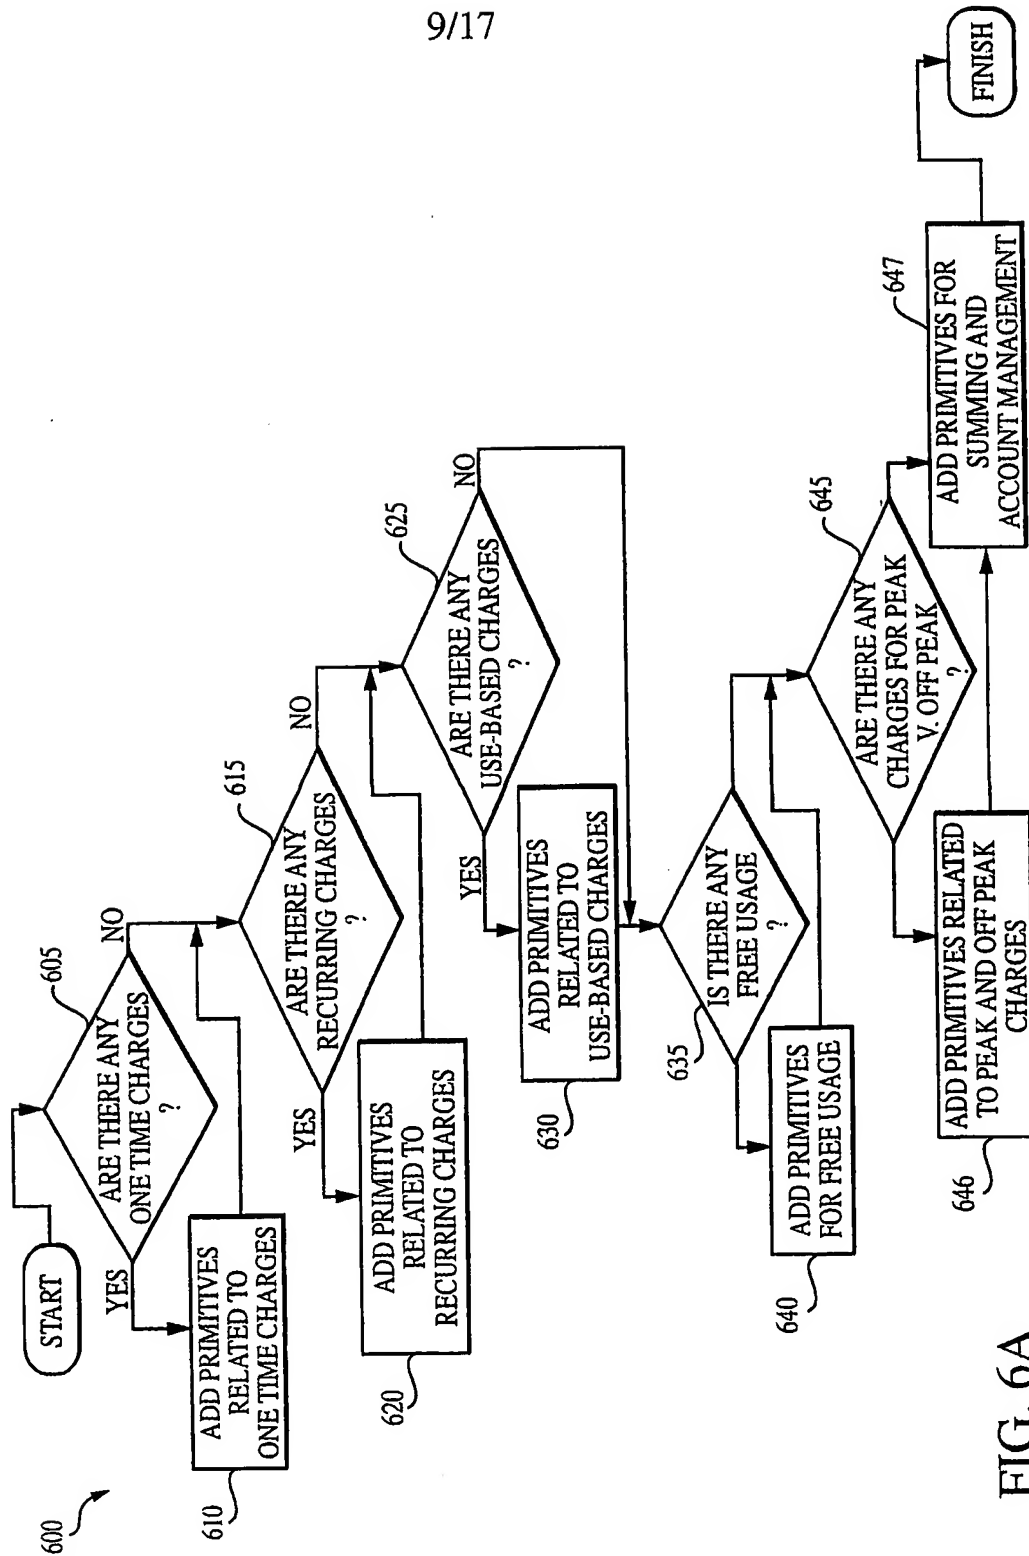 9/17
600
START
605
ARE THERE ANY
ONE TIME CHARGES
?
YES
NO
ADD PRIMITIVES
RELATED TO
ONE TIME CHARGES
610
615
ARE THERE ANY
RECURRING CHARGES
?
YES
NO
ADD PRIMITIVES
RELATED TO
RECURRING CHARGES
620
625
ARE THERE ANY
USE-BASED CHARGES
?
YES
NO
ADD PRIMITIVES
RELATED TO
USE-BASED CHARGES
630
IS THERE ANY
FREE USAGE
?
635
ADD PRIMITIVES
FOR FREE USAGE
640
645
ARE THERE ANY
CHARGES FOR PEAK
V. OFF PEAK
?
ADD PRIMITIVES RELATED
TO PEAK AND OFF PEAK
CHARGES
646
647
ADD PRIMITIVES FOR
SUMMING AND
ACCOUNT MANAGEMENT
FINISH
FIG. 6A